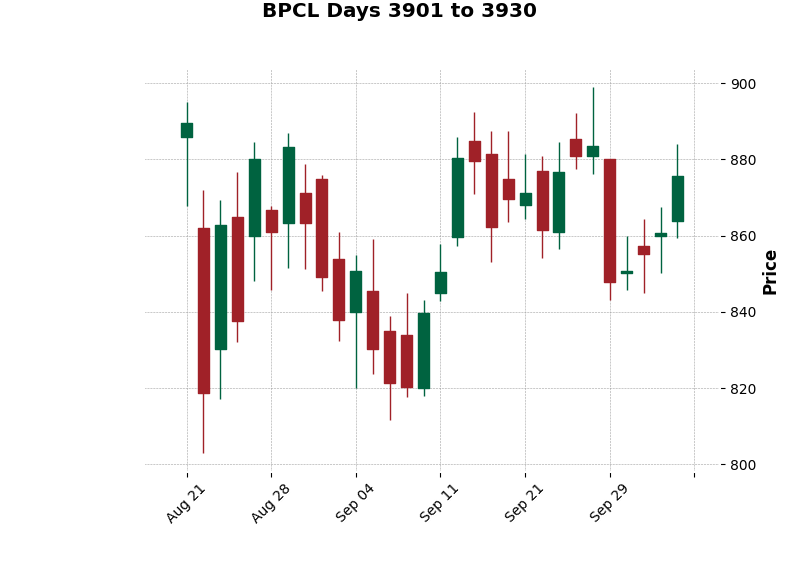 BPCL Days 3901 to 3930
900
880
860
840
820
800
Price
Aug 21
Aug 28
Sep 04
Sep 11
Sep 21
Sep 29